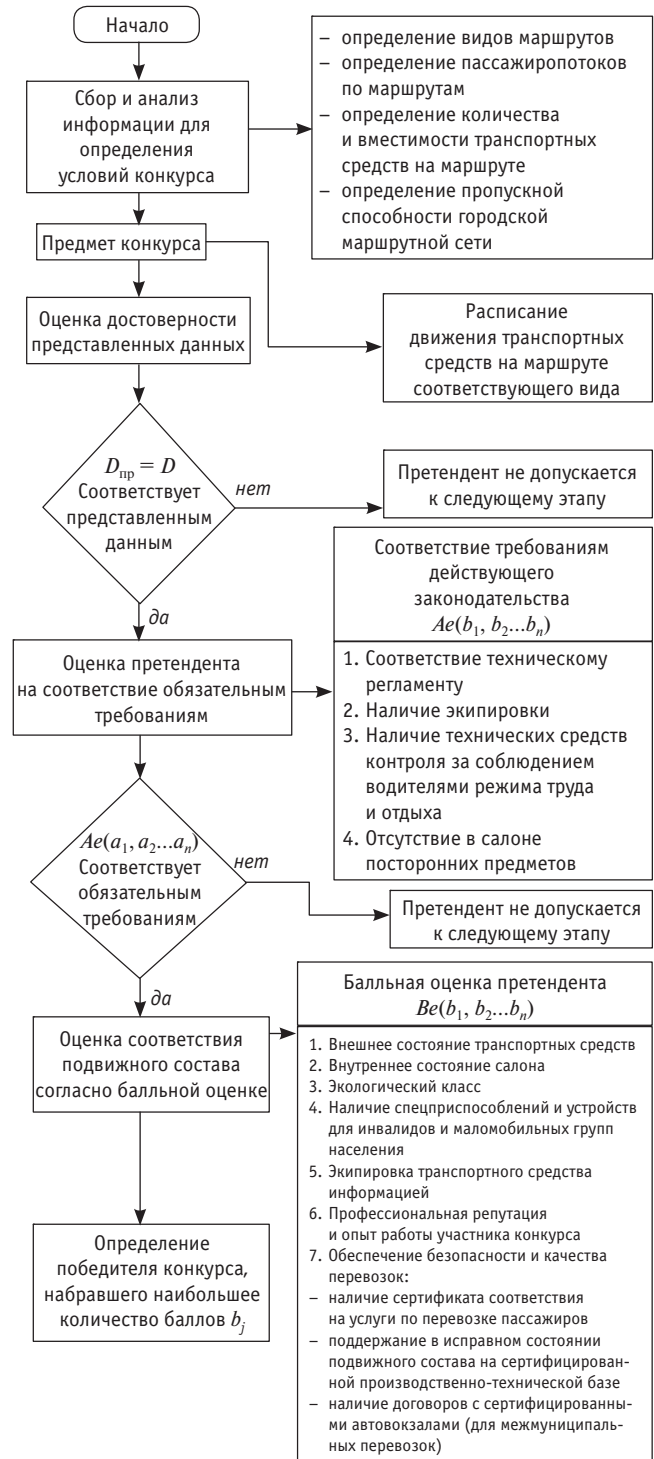 Начало
Сбор и анализ
информации для
определения
условий конкурса
– определение видов маршрутов
– определение пассажиропотоков
по маршрутам
– определение количества
и вместимости транспортных
средств на маршруте
– определение пропускной
способности городской
маршрутной сети
Предмет конкурса
Расписание
движения транспортных
средств на маршруте
соответствующего вида
Оценка достоверности
представленных данных
D_пр = D
Соответствует
представленным
данным
нет
Претендент не допускается
к следующему этапу
да
Оценка претендента
на соответствие обязательным
требованиям
Соответствие требованиям
действующего
законодательства
Ae(b₁, b₂...bₙ)
1. Соответствие техническому
регламенту
2. Наличие экипировки
3. Наличие технических средств
контроля за соблюдением
водителями режима труда
и отдыха
4. Отсутствие в салоне
посторонних предметов
Ae(a₁, a₂...aₙ)
Соответствует
обязательным
требованиям
нет
Претендент не допускается
к следующему этапу
да
Оценка соответствия
подвижного состава
согласно балльной оценке
Балльная оценка претендента
Be(b₁, b₂...bₙ)
1. Внешнее состояние транспортных средств
2. Внутреннее состояние салона
3. Экологический класс
4. Наличие спецприспособлений и устройств
для инвалидов и маломобильных групп
населения
5. Экипировка транспортного средства
информацией
6. Профессиональная репутация
и опыт работы участника конкурса
7. Обеспечение безопасности и качества
перевозок:
– наличие сертификата соответствия
на услуги по перевозке пассажиров
– поддержание в исправном состоянии
подвижного состава на сертифицирован-
ной производственно-технической базе
– наличие договоров с сертифицированны-
ми автовокзалами (для межмуниципаль-
ных перевозок)
Определение
победителя конкурса,
набравшего наибольшее
количество баллов bⱼ